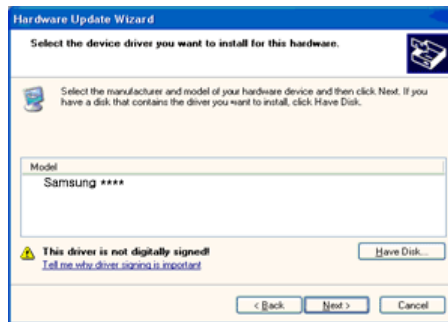 Hardware Update Wizard
Select the device driver you want to install for this hardware.
Select the manufacturer and model of your hardware device and then click Next. If you
have a disk that contains the driver you want to install, click Have Disk.
Model
Samsung ****
This driver is not digitally signed!
Have Disk...
Tell me why driver signing is important
< Back
Next >
Cancel